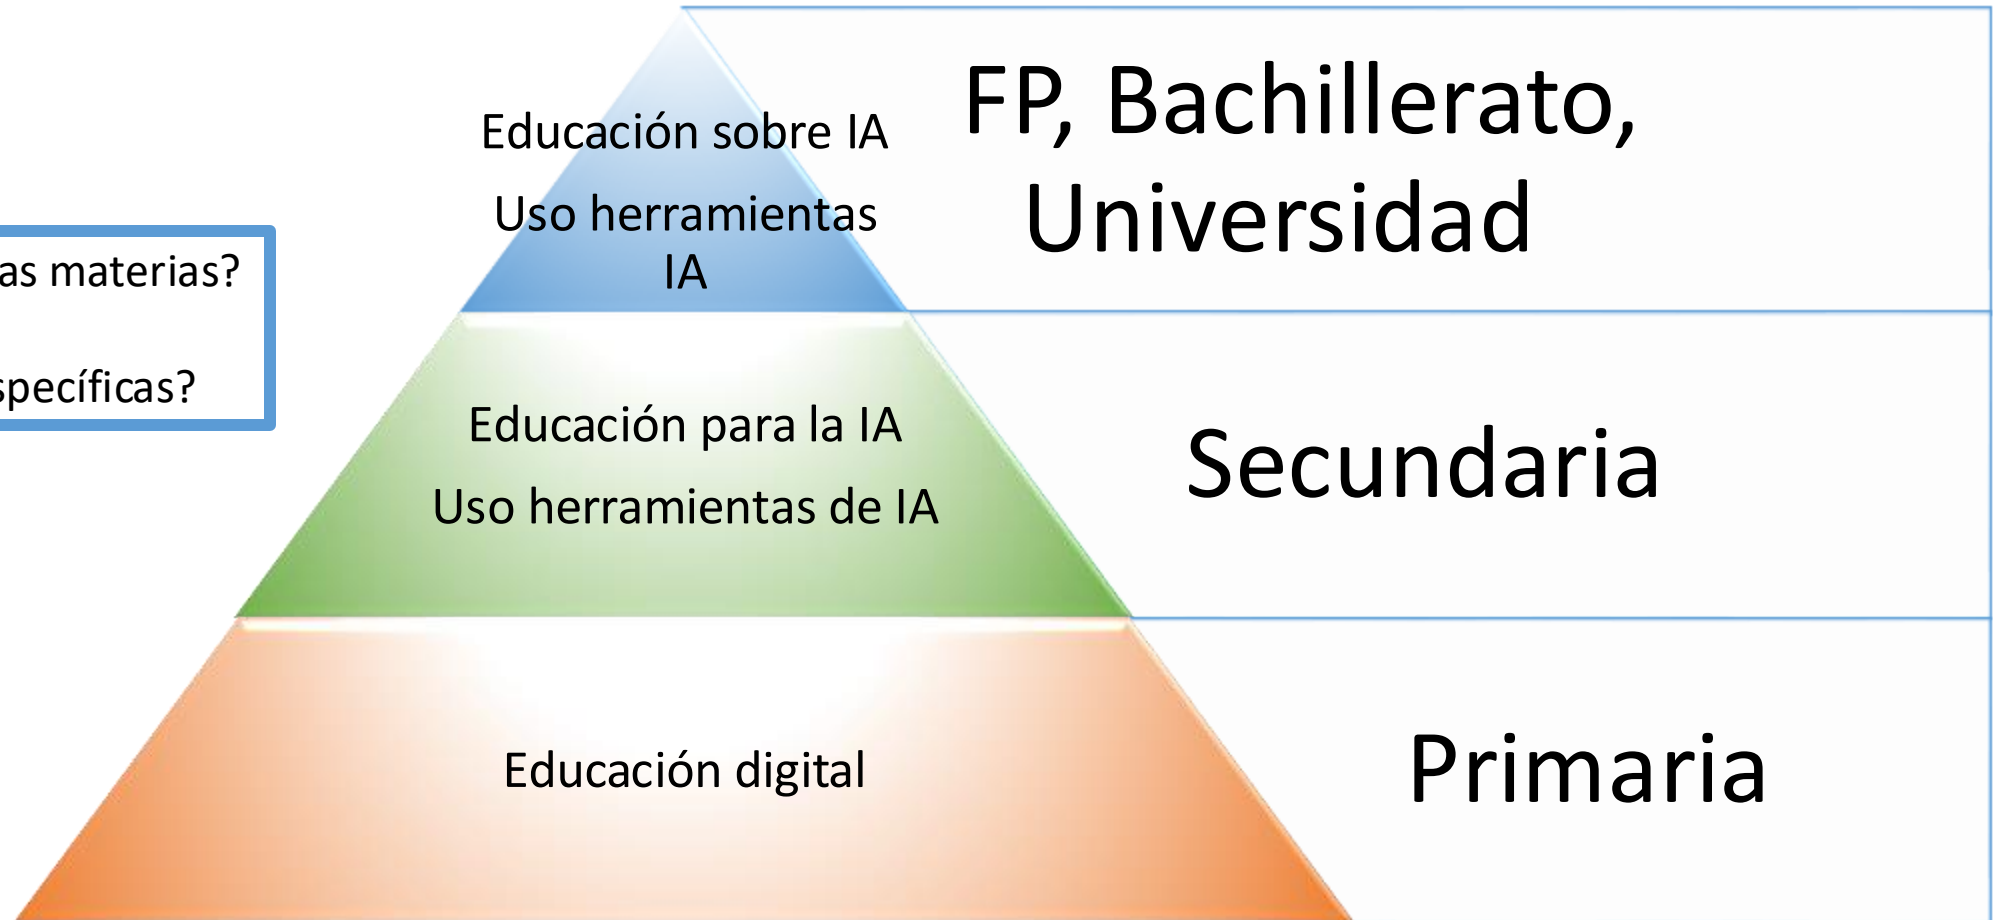 Educación sobre IA
Uso herramientas
IA
FP, Bachillerato,
Universidad
as materias?
specíficas?
Educación para la IA
Uso herramientas de IA
Secundaria
Educación digital
Primaria